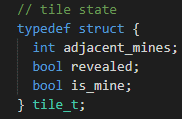 // tile state
typedef struct {
  int adjacent_mines;
  bool revealed;
  bool is_mine;
} tile_t;